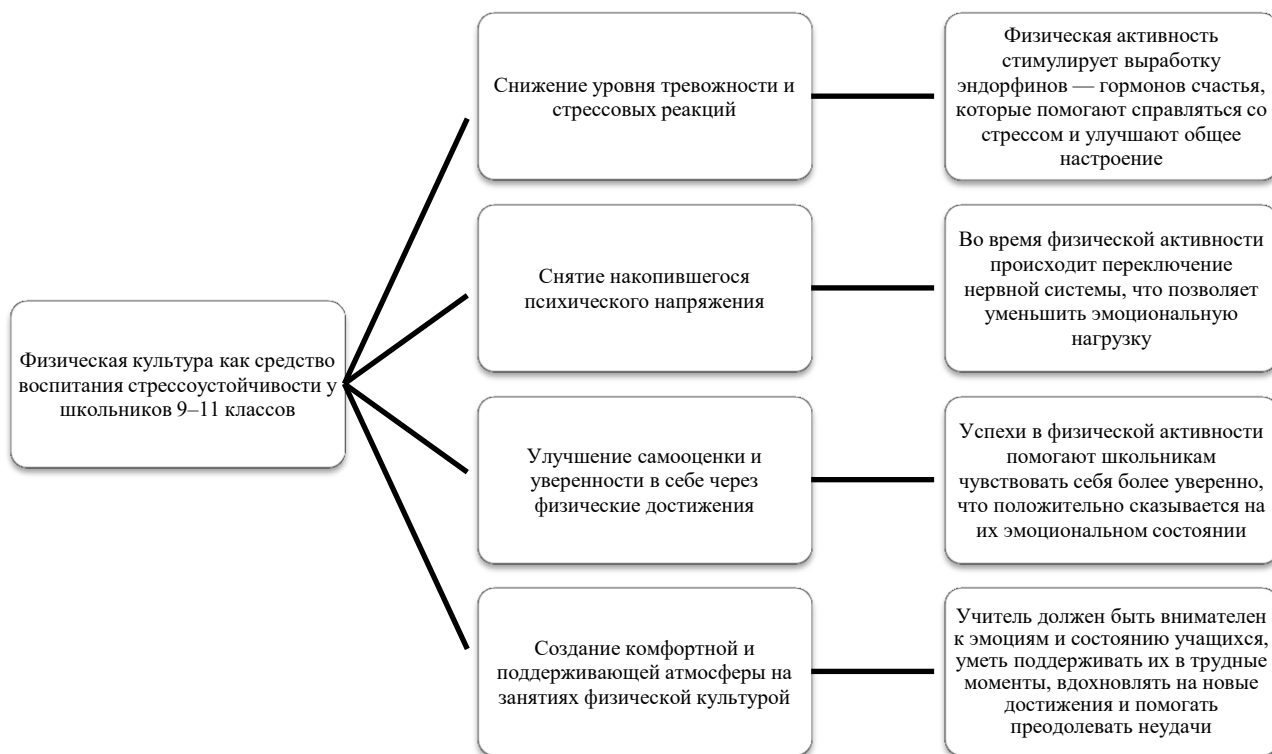 Физическая культура как средство
воспитания стрессоустойчивости у
школьников 9–11 классов
Снижение уровня тревожности и
стрессовых реакций
Физическая активность
стимулирует выработку
эндорфинов — гормонов счастья,
которые помогают справляться со
стрессом и улучшают общее
настроение
Снятие накопившегося
психического напряжения
Во время физической активности
происходит переключение
нервной системы, что позволяет
уменьшить эмоциональную
нагрузку
Улучшение самооценки и
уверенности в себе через
физические достижения
Успехи в физической активности
помогают школьникам
чувствовать себя более уверенно,
что положительно сказывается на
их эмоциональном состоянии
Создание комфортной и
поддерживающей атмосферы на
занятиях физической культурой
Учитель должен быть внимателен
к эмоциям и состоянию учащихся,
уметь поддерживать их в трудные
моменты, вдохновлять на новые
достижения и помогать
преодолевать неудачи